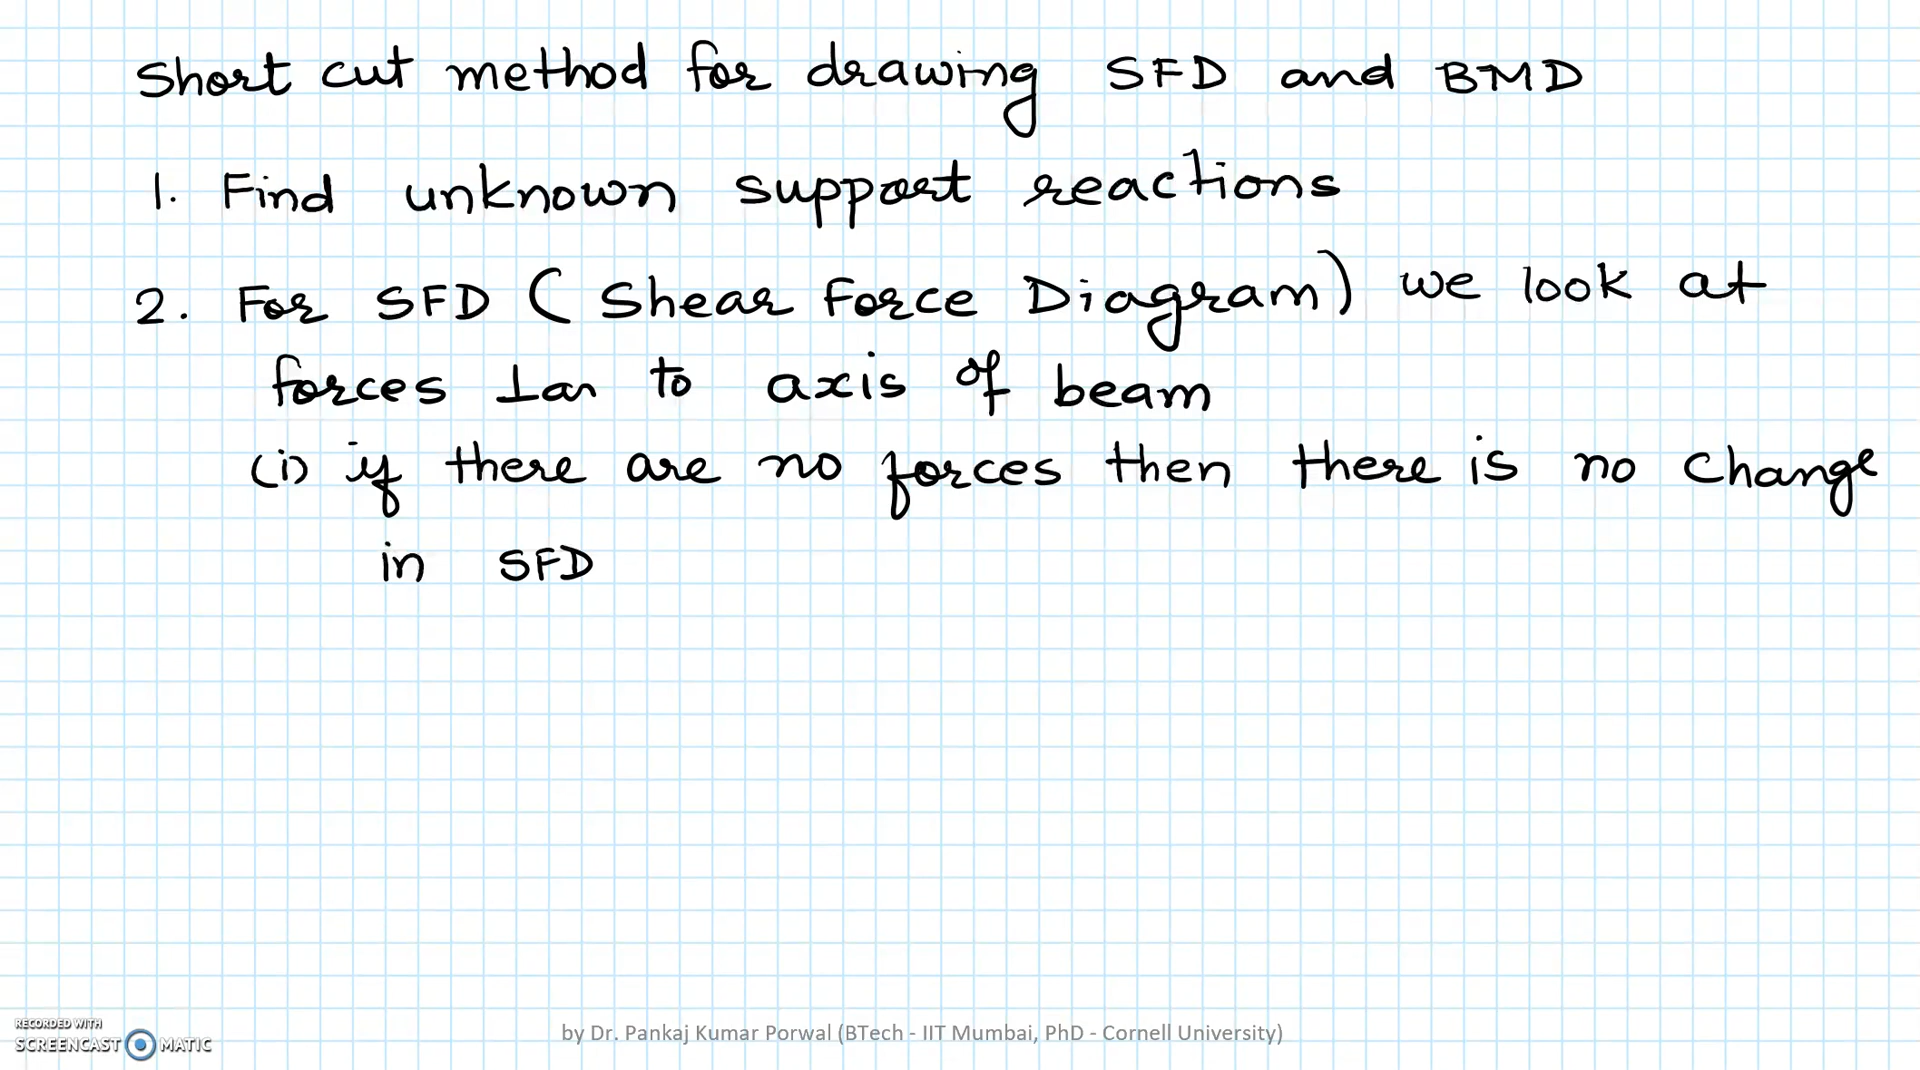 Short cut method for drawing SFD and BMD
1. Find unknown support reactions
2. For SFD (Shear Force Diagram) we look at
forces ⊥ar to axis of beam
(i) if there are no forces then there is no change
in SFD
RECORDED WITH
SCREENCAST MATIC
by Dr. Pankaj Kumar Porwal (BTech - IIT Mumbai, PhD - Cornell University)